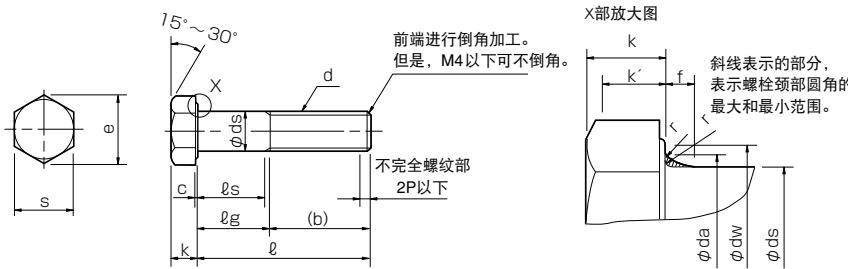 15°～30°
X
d
前端进行倒角加工。
但是，M4以下可不倒角。
e
s
φds
c
ℓs
ℓg
(b)
k
ℓ
不完全螺纹部
2P以下
X部放大图
k
k´
f
斜线表示的部分，
表示螺栓颈部圆角的
最大和最小范围。
r
r
φda
φdw
φds